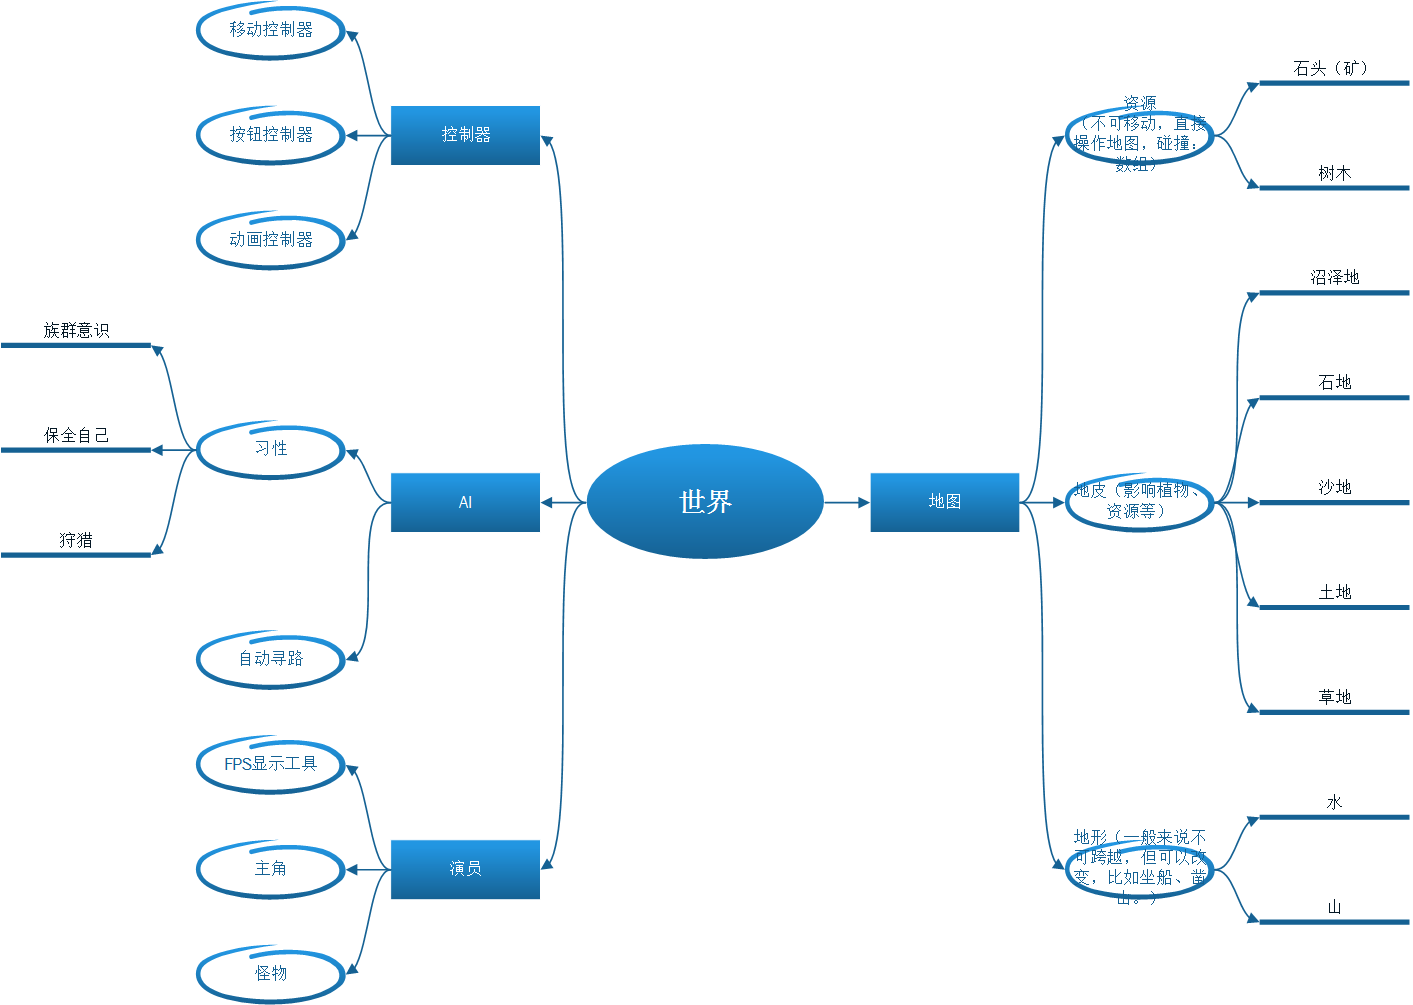 世界
控制器
移动控制器
按钮控制器
动画控制器
AI
习性
族群意识
保全自己
狩猎
自动寻路
演员
FPS显示工具
主角
怪物
地图
资源
（不可移动，直接
操作地图，碰撞：
数组）
石头（矿）
树木
地皮（影响植物、
资源等）
沼泽地
石地
沙地
土地
草地
地形（一般来说不
可跨越，但可以改
变，比如坐船、凿
山。）
水
山